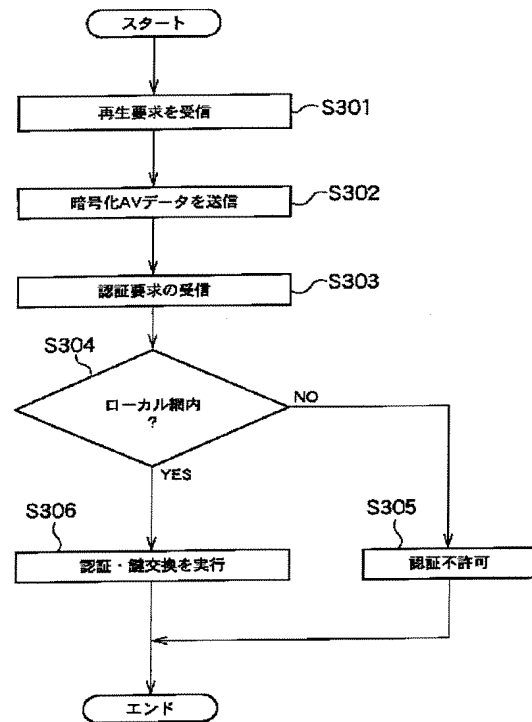 スタート
再生要求を受信
S301
暗号化AVデータを送信
S302
認証要求の受信
S303
S304
ローカル網内
?
NO
YES
S306
S305
認証・鍵交換を実行
認証不許可
エンド